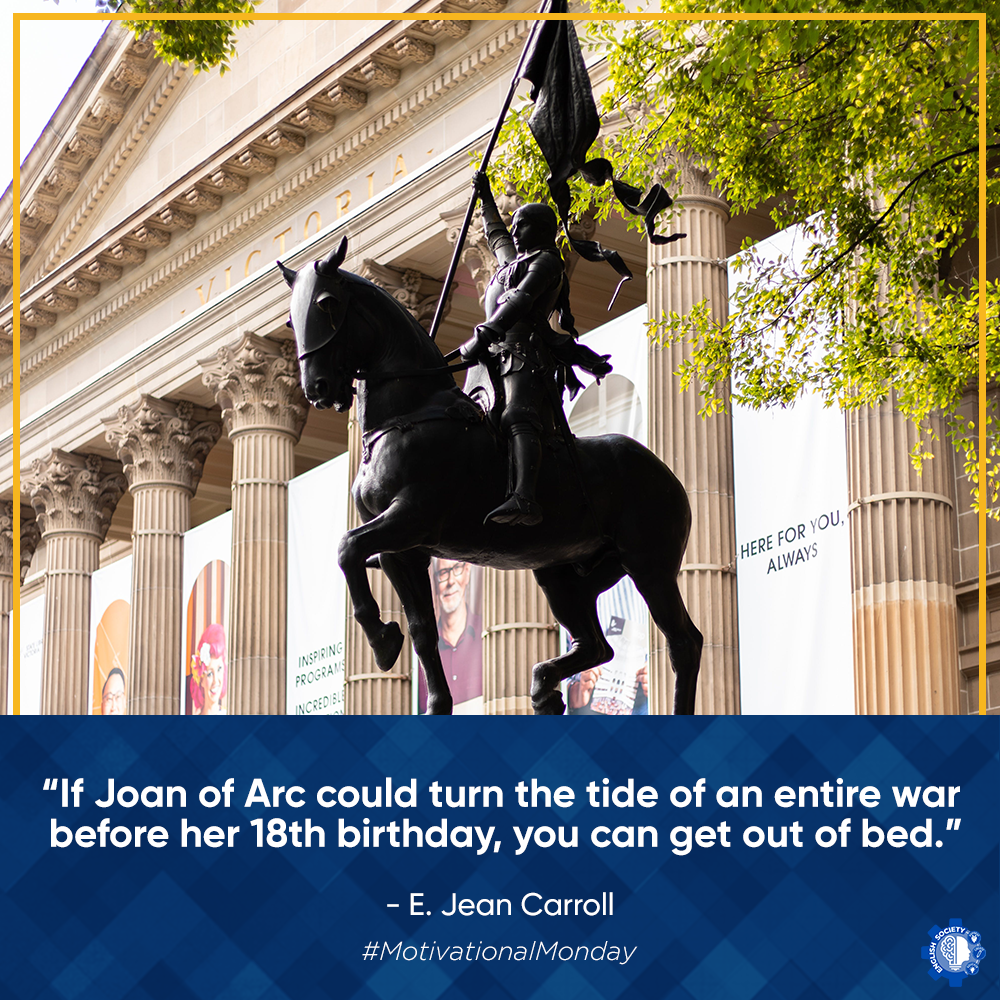 VICTORIA
HERE FOR YOU,
ALWAYS
INSPIRING
PROGRAMS
INCREDIBLE
“If Joan of Arc could turn the tide of an entire war
before her 18th birthday, you can get out of bed.”
- E. Jean Carroll
#MotivationalMonday
ENGLISH SOCIETY